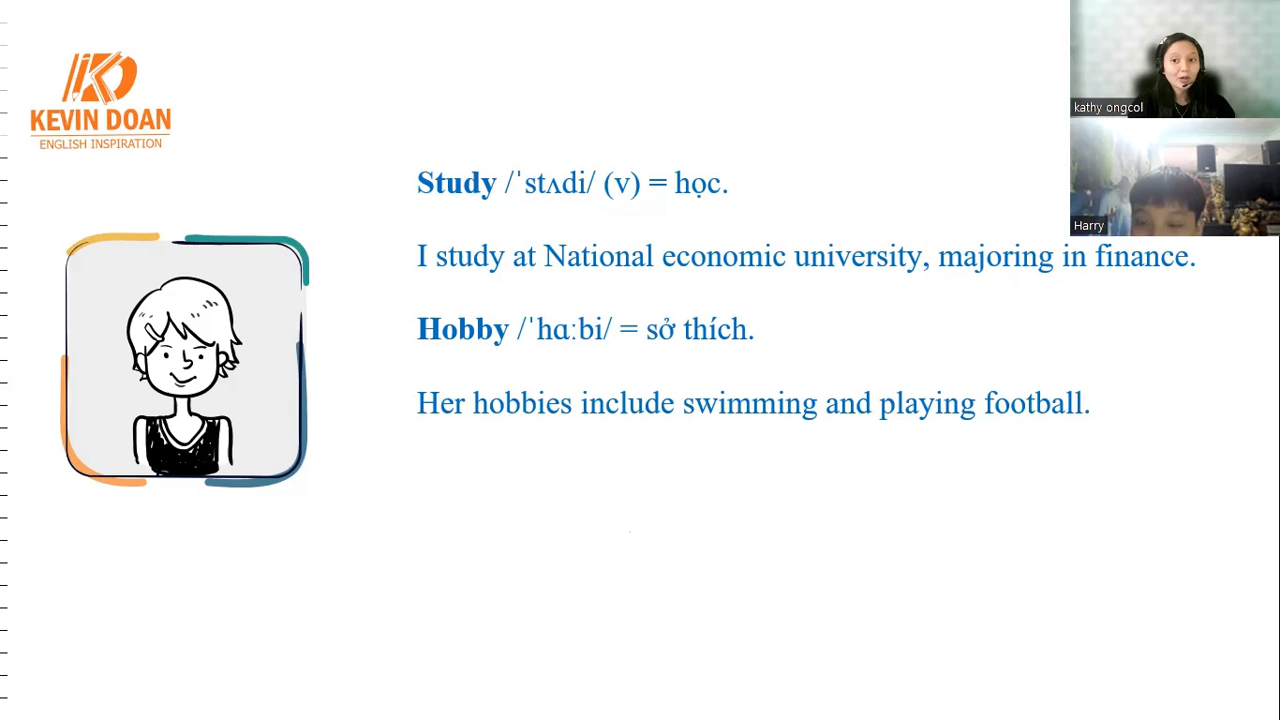 KEVIN DOAN
ENGLISH INSPIRATION
kathy ongcol
Harry
Study /ˈstʌdi/ (v) = học.
I study at National economic university, majoring in finance.
Hobby /ˈhɑːbi/ = sở thích.
Her hobbies include swimming and playing football.